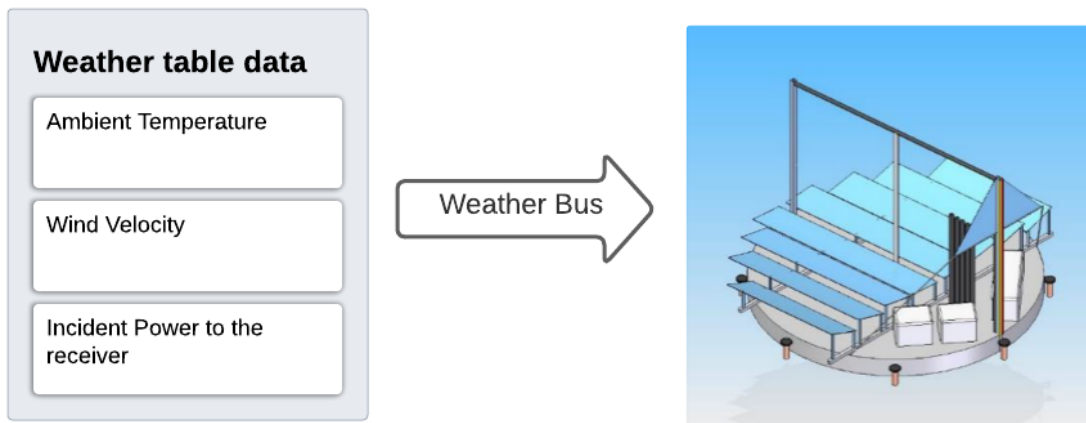 Weather table data
Ambient Temperature
Wind Velocity
Incident Power to the
receiver
Weather Bus